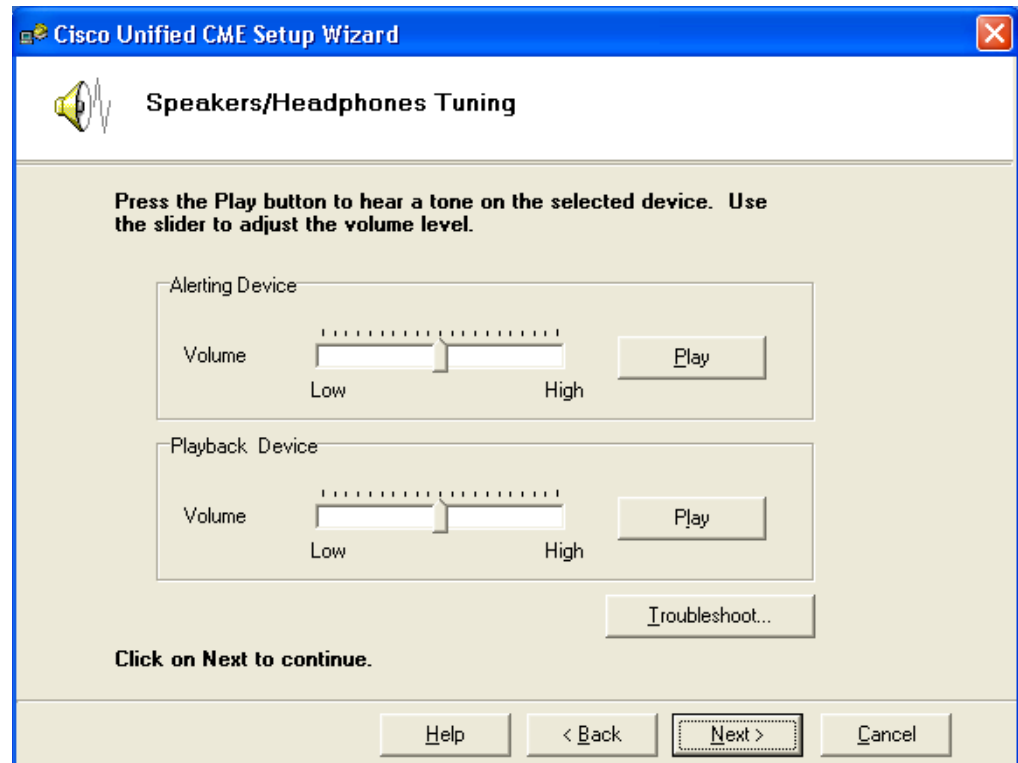 Cisco Unified CME Setup Wizard
Speakers/Headphones Tuning
Press the Play button to hear a tone on the selected device. Use
the slider to adjust the volume level.
Alerting Device
Volume
Low
High
Play
Playback Device
Volume
Low
High
Play
Troubleshoot...
Click on Next to continue.
Help
< Back
Next >
Cancel